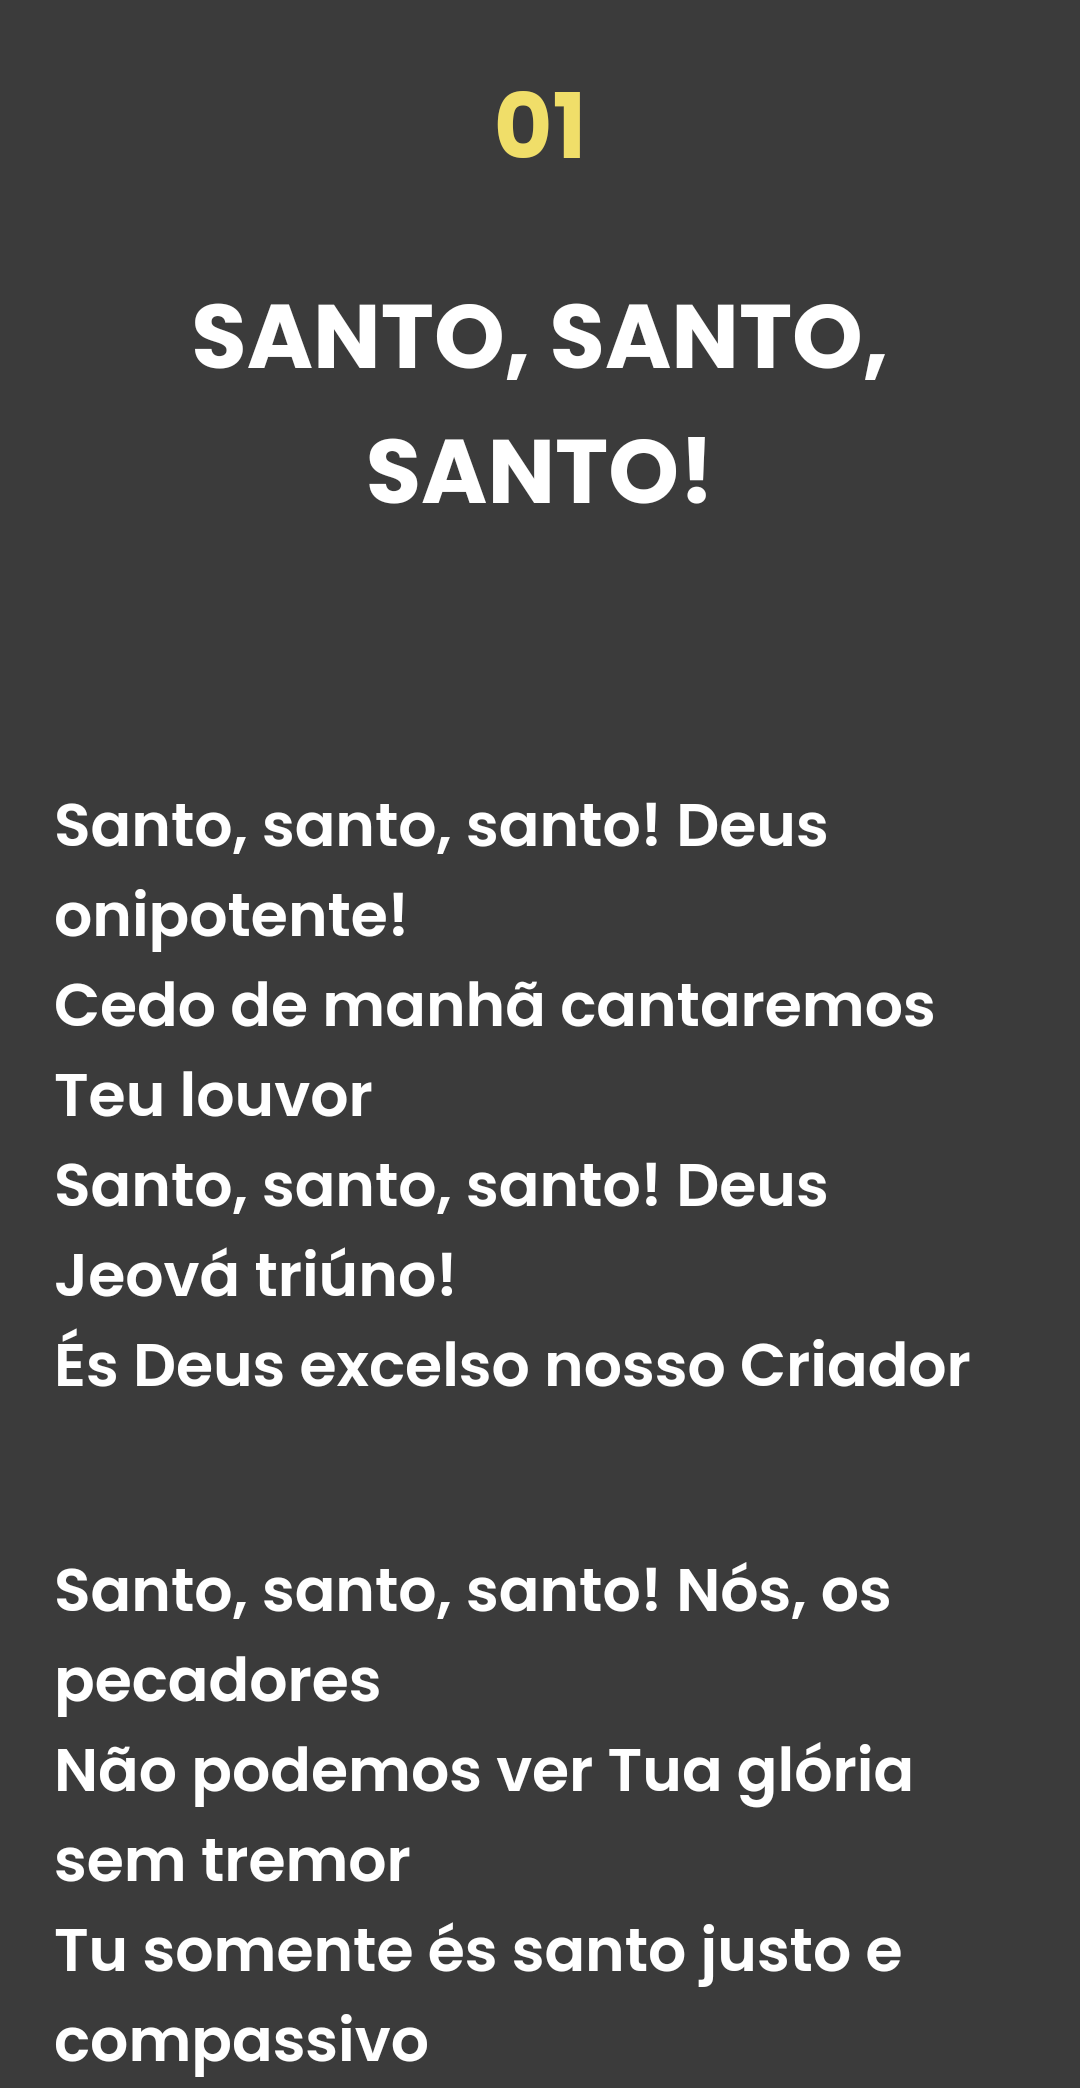 01
SANTO, SANTO,
SANTO!
Santo, santo, santo! Deus
onipotente!
Cedo de manhã cantaremos
Teu louvor
Santo, santo, santo! Deus
Jeová triúno!
És Deus excelso nosso Criador
Santo, santo, santo! Nós, os
pecadores
Não podemos ver Tua glória
sem tremor
Tu somente és santo justo e
compassivo